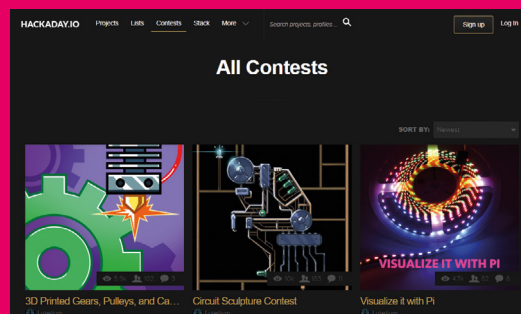 HACKADAY.IO Projects Lists Contests Stack More Search projects, profiles... Sign up Log In
All Contests
SORT BY: Newest
VISUALIZE IT WITH PI
3D Printed Gears, Pulleys, and Ca... Circuit Sculpture Contest Visualize it with Pi